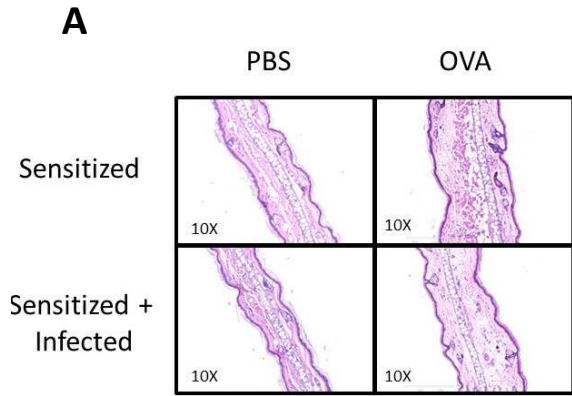 A
PBS OVA
Sensitized
10X 10X
Sensitized +
Infected
10X 10X